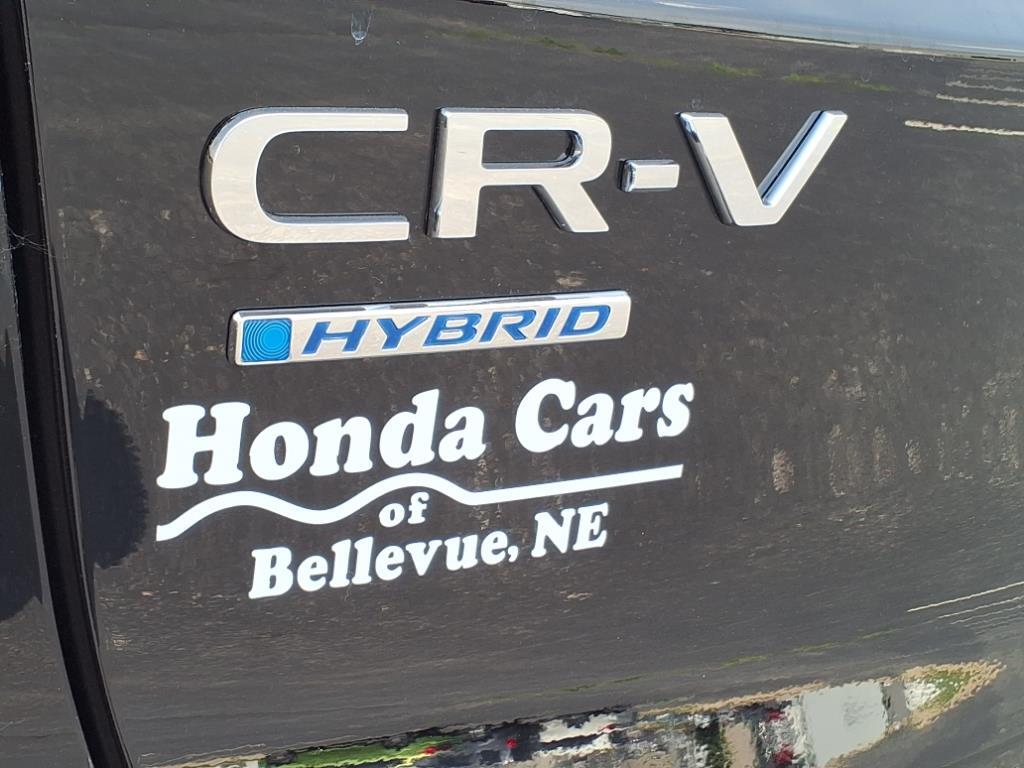 CR-V
HYBRID
Honda Cars
of
Bellevue, NE